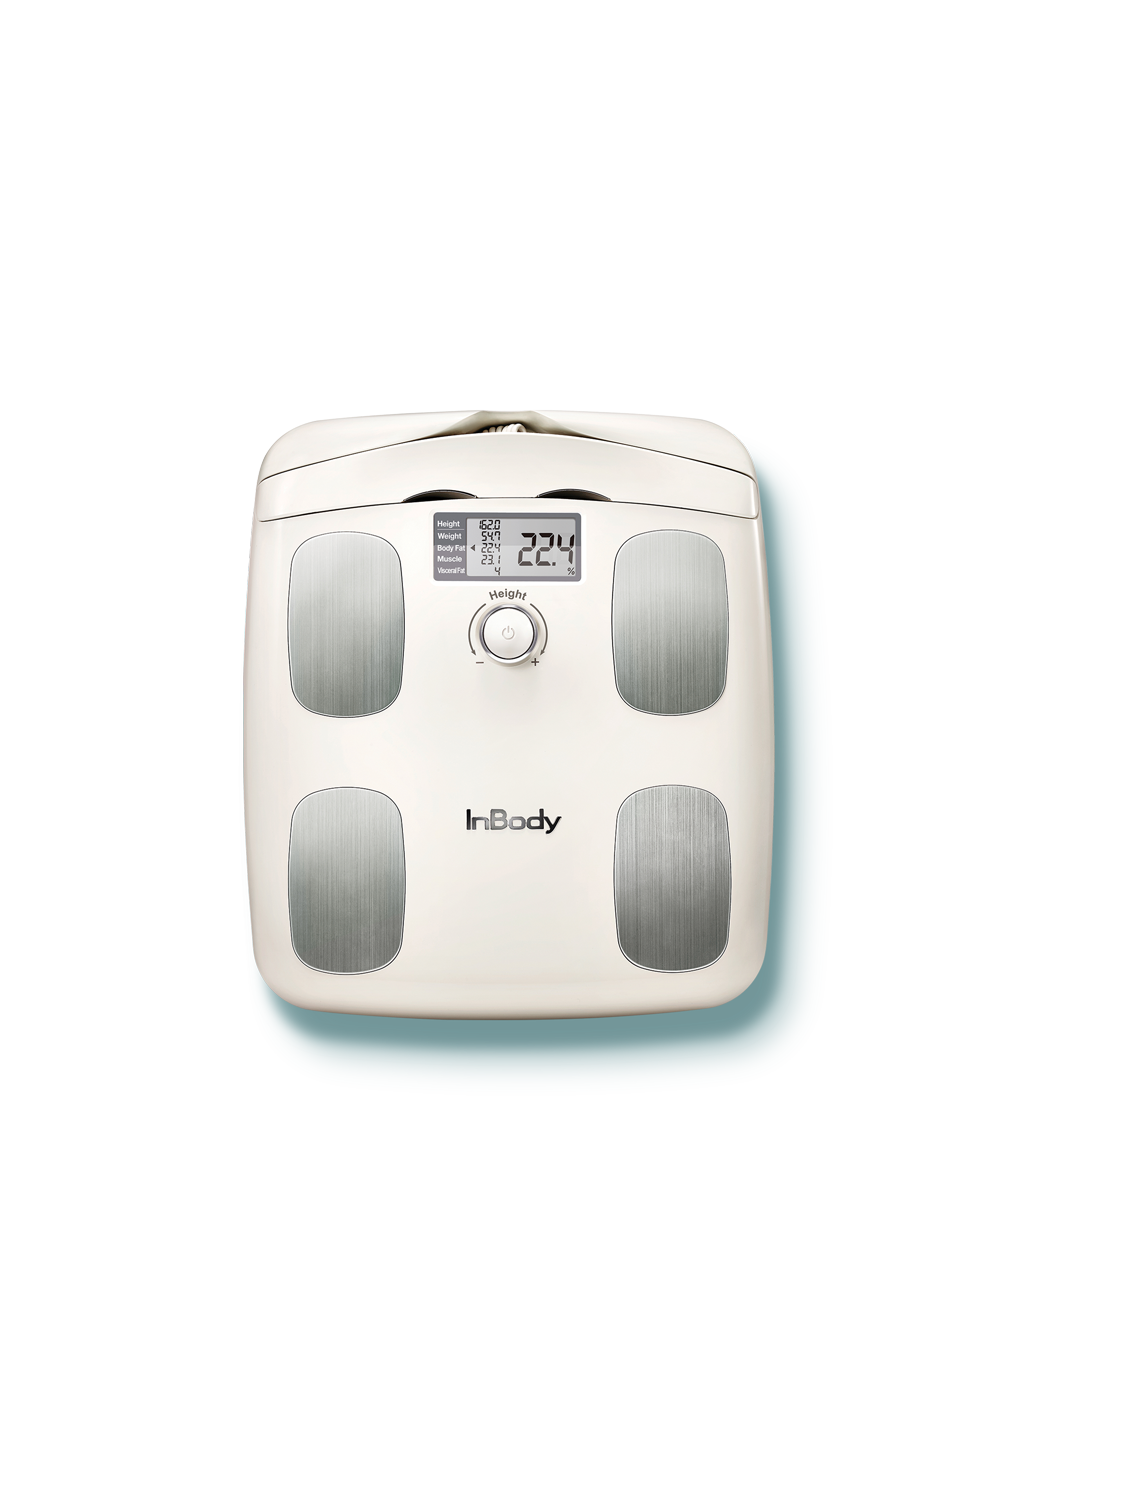 Height 162.0
Weight 54.7
Body Fat 22.4
Muscle 23.1
Visceral Fat 4
22.4 %
Height
− +
InBody